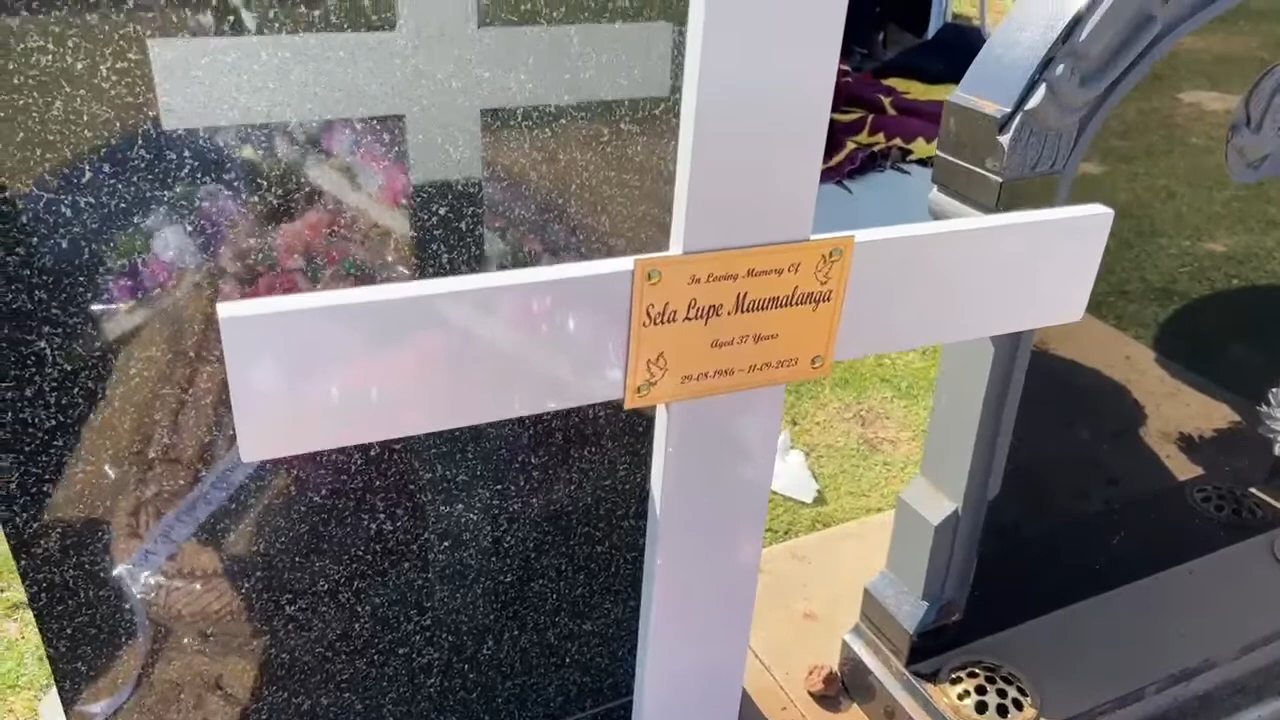 In Loving Memory Of
Sela Lupe Maumalanga
Aged 37 Years
29-08-1986 ~ 11-09-2023